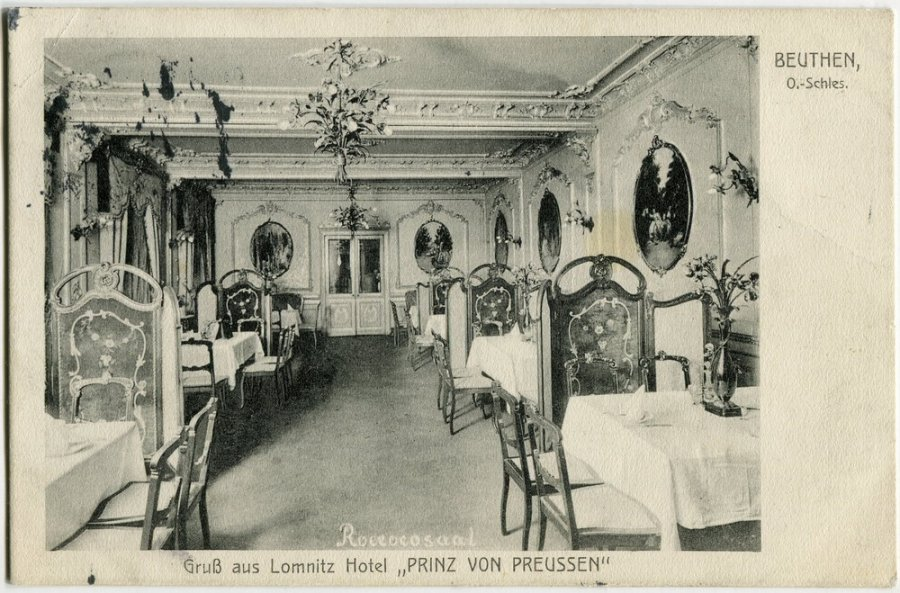 BEUTHEN,
O.-Schles.
Rococosaal
Gruß aus Lomnitz Hotel „PRINZ VON PREUSSEN"